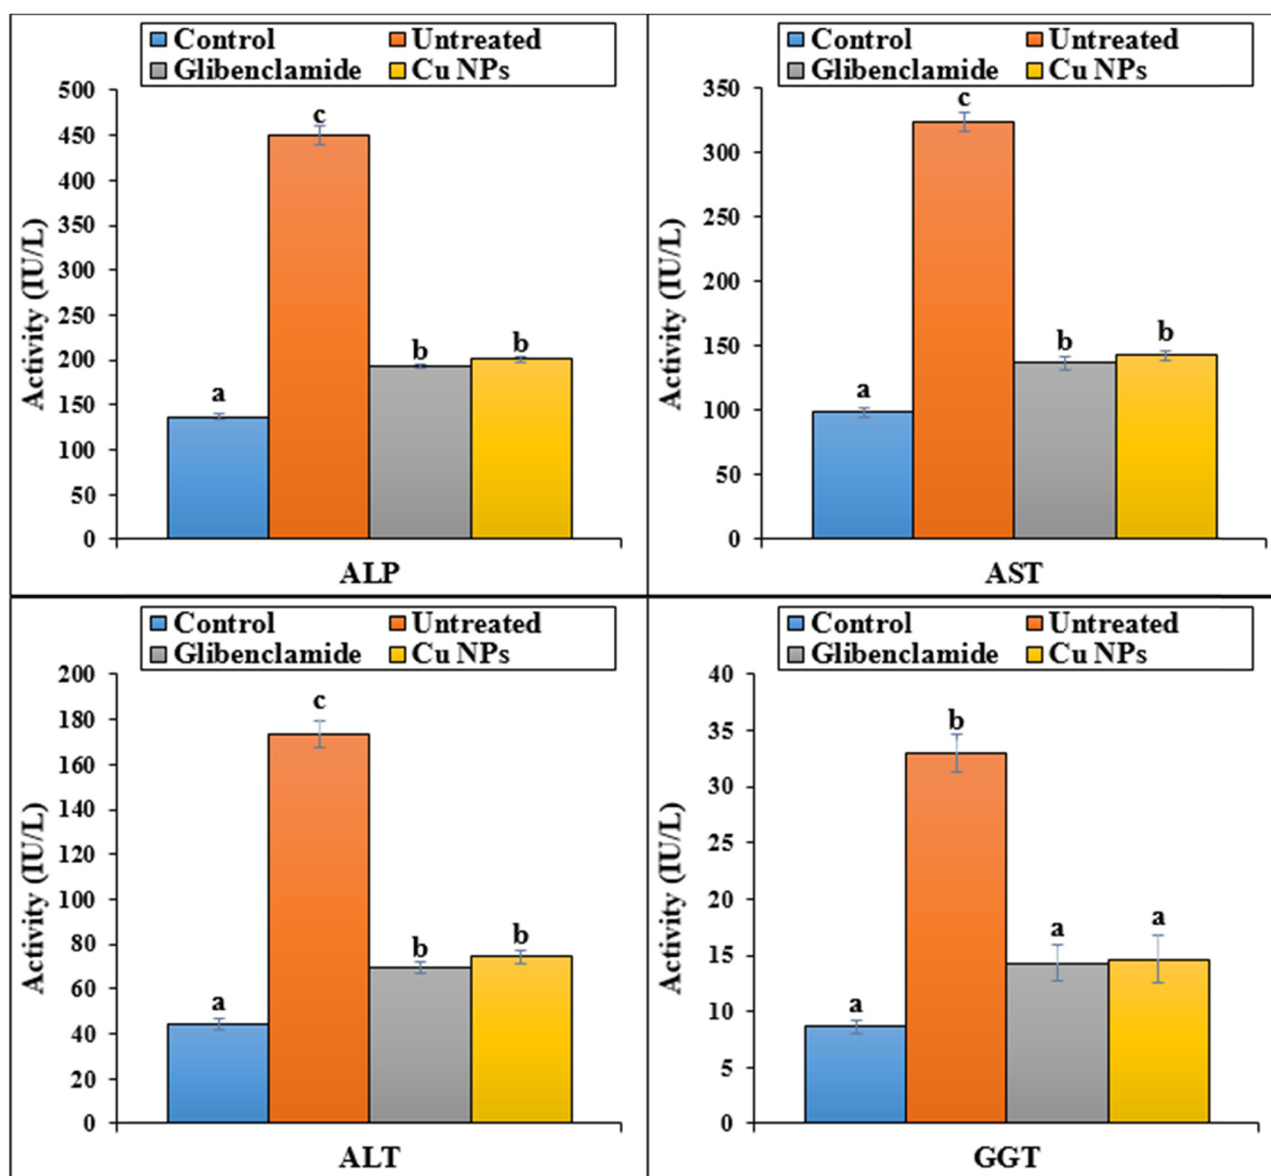 Control Untreated
Glibenclamide Cu NPs
500
450
400
350
300
250
200
150
100
50
0
Activity (IU/L)
a
c
b
b
ALP
Control Untreated
Glibenclamide Cu NPs
350
300
250
200
150
100
50
0
Activity (IU/L)
a
c
b
b
AST
Control Untreated
Glibenclamide Cu NPs
200
180
160
140
120
100
80
60
40
20
0
Activity (IU/L)
a
c
b
b
ALT
Control Untreated
Glibenclamide Cu NPs
40
35
30
25
20
15
10
5
0
Activity (IU/L)
a
b
a
a
GGT